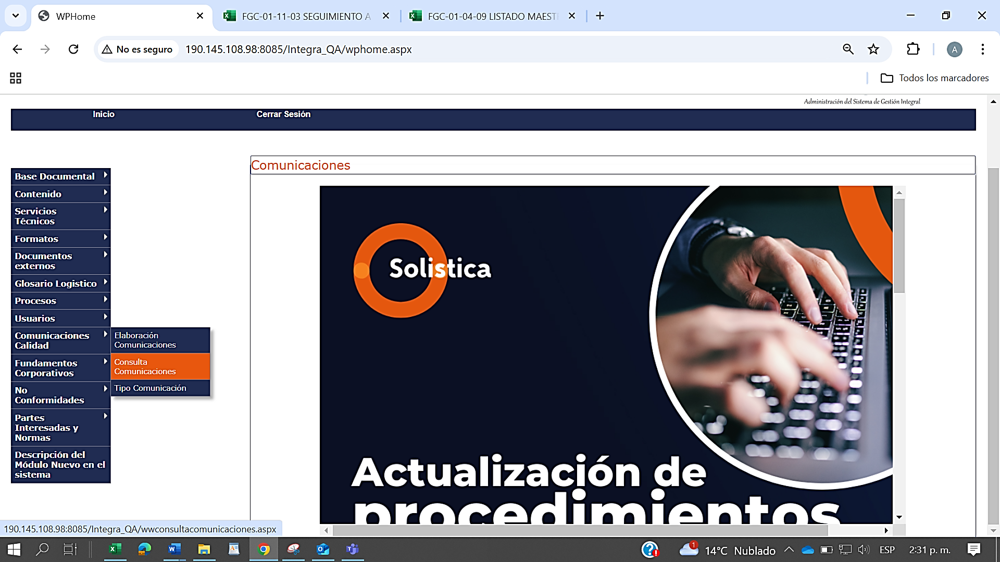 WPHome
FGC-01-11-03 SEGUIMIENTO A
FGC-01-04-09 LISTADO MAEST
No es seguro
190.145.108.98:8085/Integra_QA/wphome.aspx
A
Todos los marcadores
Administración del Sistema de Gestión Integral
Inicio
Cerrar Sesión
Comunicaciones
Base Documental
Contenido
Servicios
Técnicos
Formatos
Documentos
externos
Glosario Logistico
Procesos
Usuarios
Comunicaciones
Calidad
Elaboración
Comunicaciones
Consulta
Comunicaciones
Tipo Comunicación
Fundamentos
Corporativos
No
Conformidades
Partes
Interesadas y
Normas
Descripción del
Módulo Nuevo en el
sistema
Solistica
Actualización de
procedimientos
190.145.108.98:8085/Integra_QA/wwconsultacomunicaciones.aspx
1
14°C Nublado
ESP
2:31 p. m.